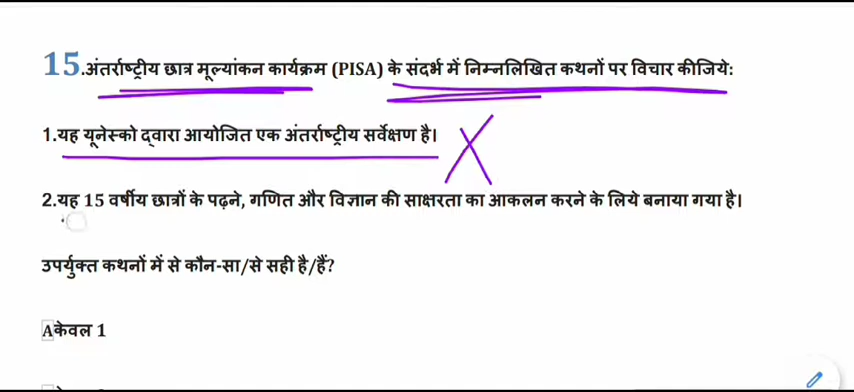 15.अंतर्राष्ट्रीय छात्र मूल्यांकन कार्यक्रम (PISA) के संदर्भ में निम्नलिखित कथनों पर विचार कीजिये:
1.यह यूनेस्को द्वारा आयोजित एक अंतर्राष्ट्रीय सर्वेक्षण है।
2.यह 15 वर्षीय छात्रों के पढ़ने, गणित और विज्ञान की साक्षरता का आकलन करने के लिये बनाया गया है।
उपर्युक्त कथनों में से कौन-सा/से सही है/हैं?
Aकेवल 1